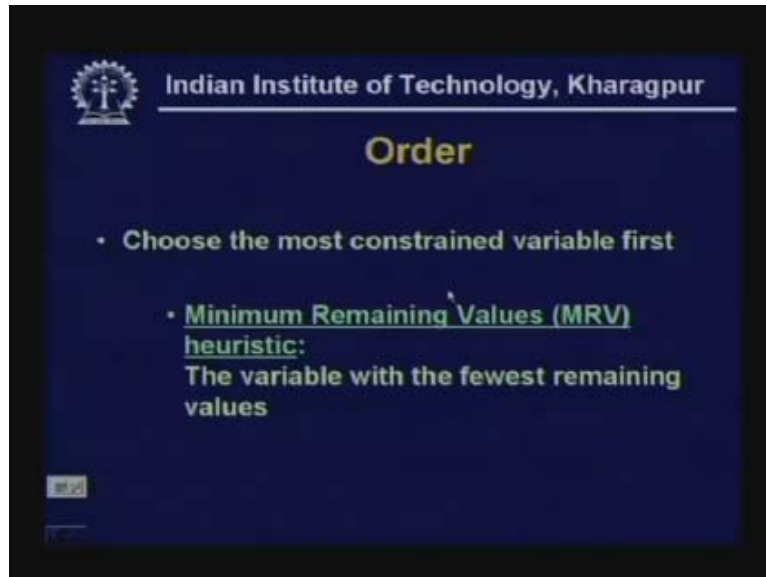 Indian Institute of Technology, Kharagpur
Order
• Choose the most constrained variable first
• Minimum Remaining Values (MRV)
heuristic:
The variable with the fewest remaining
values